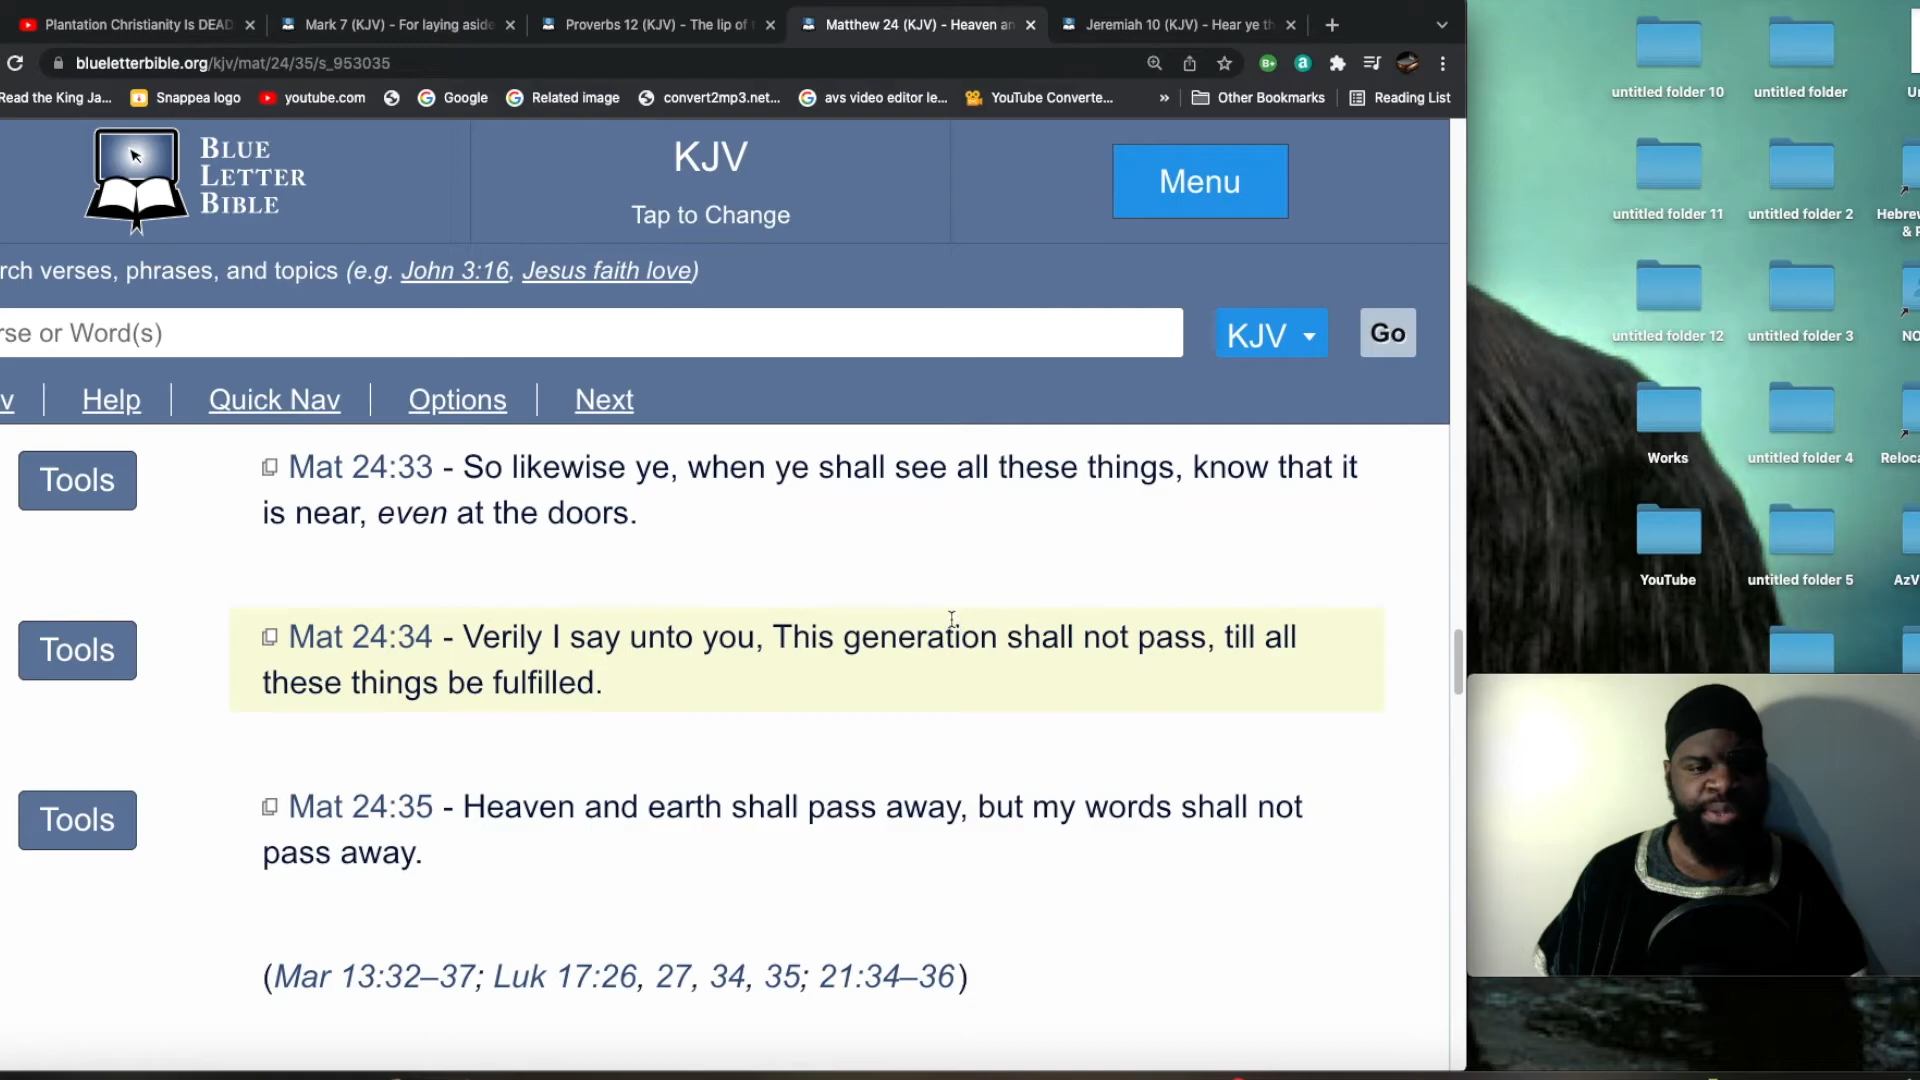 Plantation Christianity Is DEAD
Mark 7 (KJV) - For laying aside
Proverbs 12 (KJV) - The lip of
Matthew 24 (KJV) - Heaven an
Jeremiah 10 (KJV) - Hear ye th
blueletterbible.org/kjv/mat/24/35/s_953035
Read the King Ja...
Snappea logo
youtube.com
Google
Related image
convert2mp3.net...
avs video editor le...
YouTube Converte...
»
Other Bookmarks
Reading List
BLUE
LETTER
BIBLE
KJV
Tap to Change
Menu
rch verses, phrases, and topics (e.g. John 3:16, Jesus faith love)
rse or Word(s)
KJV
Go
v
Help
Quick Nav
Options
Next
Tools
Mat 24:33 - So likewise ye, when ye shall see all these things, know that it
is near, even at the doors.
Tools
Mat 24:34 - Verily I say unto you, This generation shall not pass, till all
these things be fulfilled.
Tools
Mat 24:35 - Heaven and earth shall pass away, but my words shall not
pass away.
(Mar 13:32–37; Luk 17:26, 27, 34, 35; 21:34–36)
untitled folder 10
untitled folder
Un
untitled folder 11
untitled folder 2
Hebrew
& P
untitled folder 12
untitled folder 3
NO
Works
untitled folder 4
Reloca
YouTube
untitled folder 5
AzV